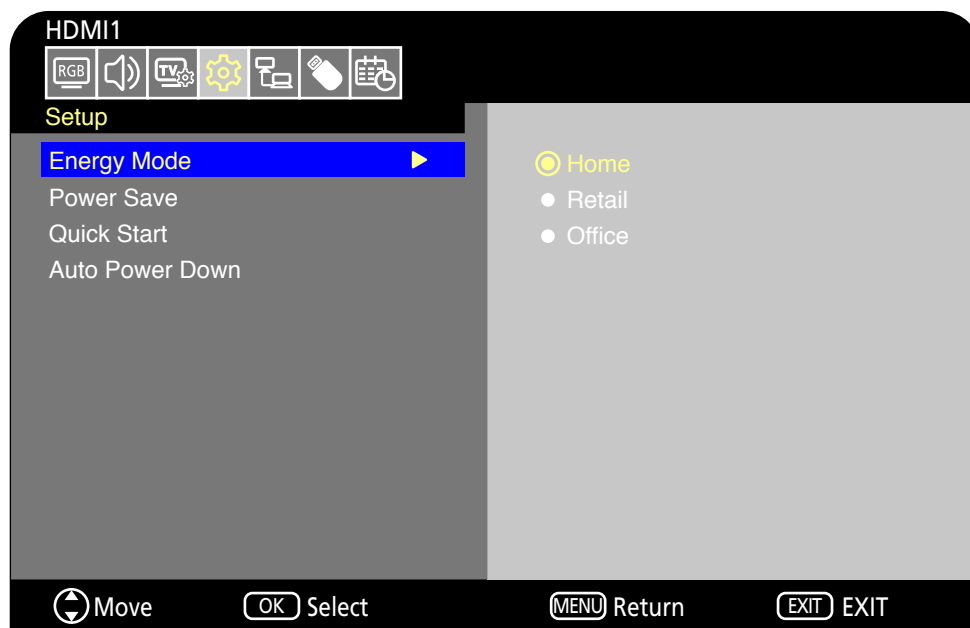 HDMI1
RGB TV
Setup
Energy Mode
Power Save
Quick Start
Auto Power Down
Home
Retail
Office
Move OK Select MENU Return EXIT EXIT